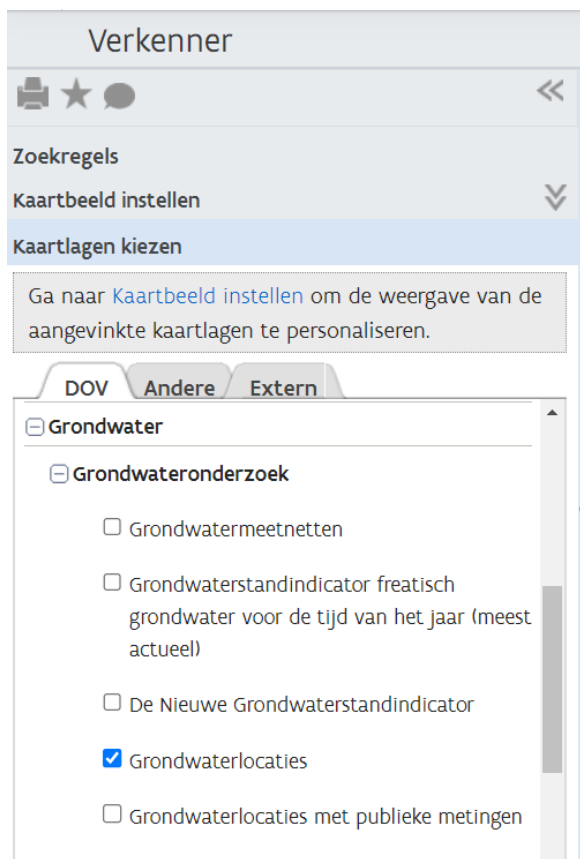 Verkenner
Zoekregels
Kaartbeeld instellen
Kaartlagen kiezen
Ga naar Kaartbeeld instellen om de weergave van de
aangevinkte kaartlagen te personaliseren.
DOV Andere Extern
Grondwater
Grondwateronderzoek
Grondwatermeetnetten
Grondwaterstandindicator freatisch
grondwater voor de tijd van het jaar (meest
actueel)
De Nieuwe Grondwaterstandindicator
Grondwaterlocaties
Grondwaterlocaties met publieke metingen